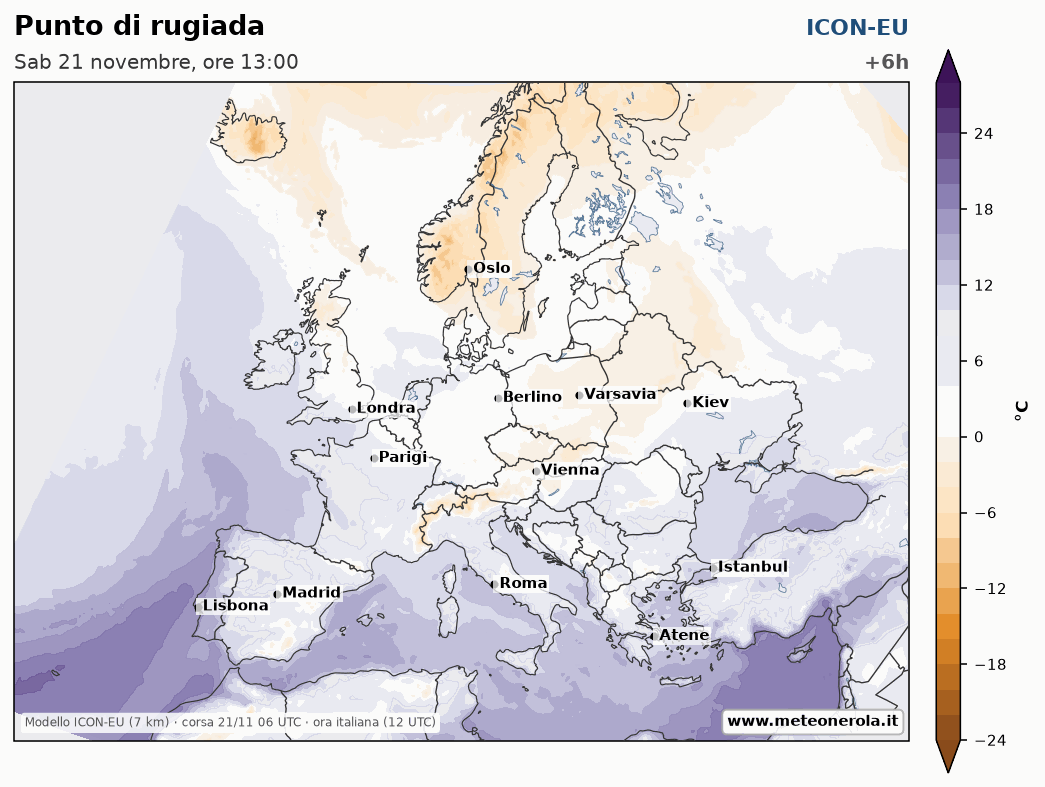 Punto di rugiada
ICON-EU
Sab 21 novembre, ore 13:00
+6h
24
18
12
6
0
−6
−12
−18
−24
°C
Oslo
Berlino
Varsavia
Kiev
Londra
Parigi
Vienna
Istanbul
Roma
Madrid
Lisbona
Atene
Modello ICON-EU (7 km) · corsa 21/11 06 UTC · ora italiana (12 UTC)
www.meteonerola.it